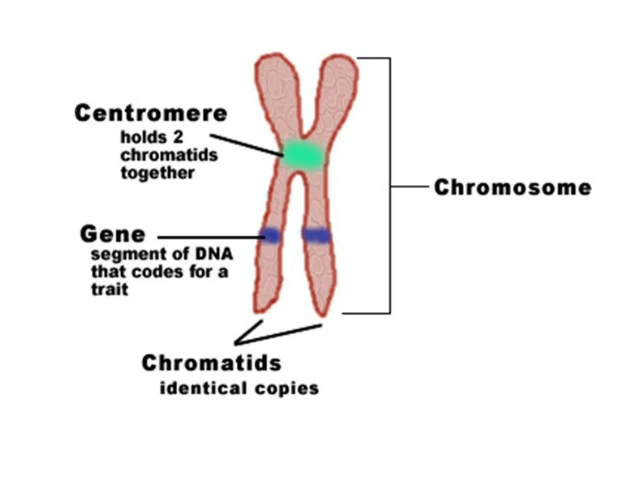 Centromere
holds 2
chromatids
together
Chromosome
Gene
segment of DNA
that codes for a
trait
Chromatids
identical copies